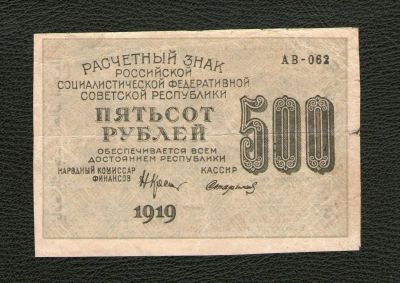 РАСЧЕТНЫЙ ЗНАК
АВ-062
РОССИЙСКОЙ
СОЦИАЛИСТИЧЕСКОЙ ФЕДЕРАТИВНОЙ
СОВЕТСКОЙ РЕСПУБЛИКИ
ПЯТЬСОТ
РУБЛЕЙ
500
ОБЕСПЕЧИВАЕТСЯ ВСЕМ
ДОСТОЯНИЕМ РЕСПУБЛИКИ
НАРОДНЫЙ КОМИССАР
ФИНАНСОВ
КАССИР
1919